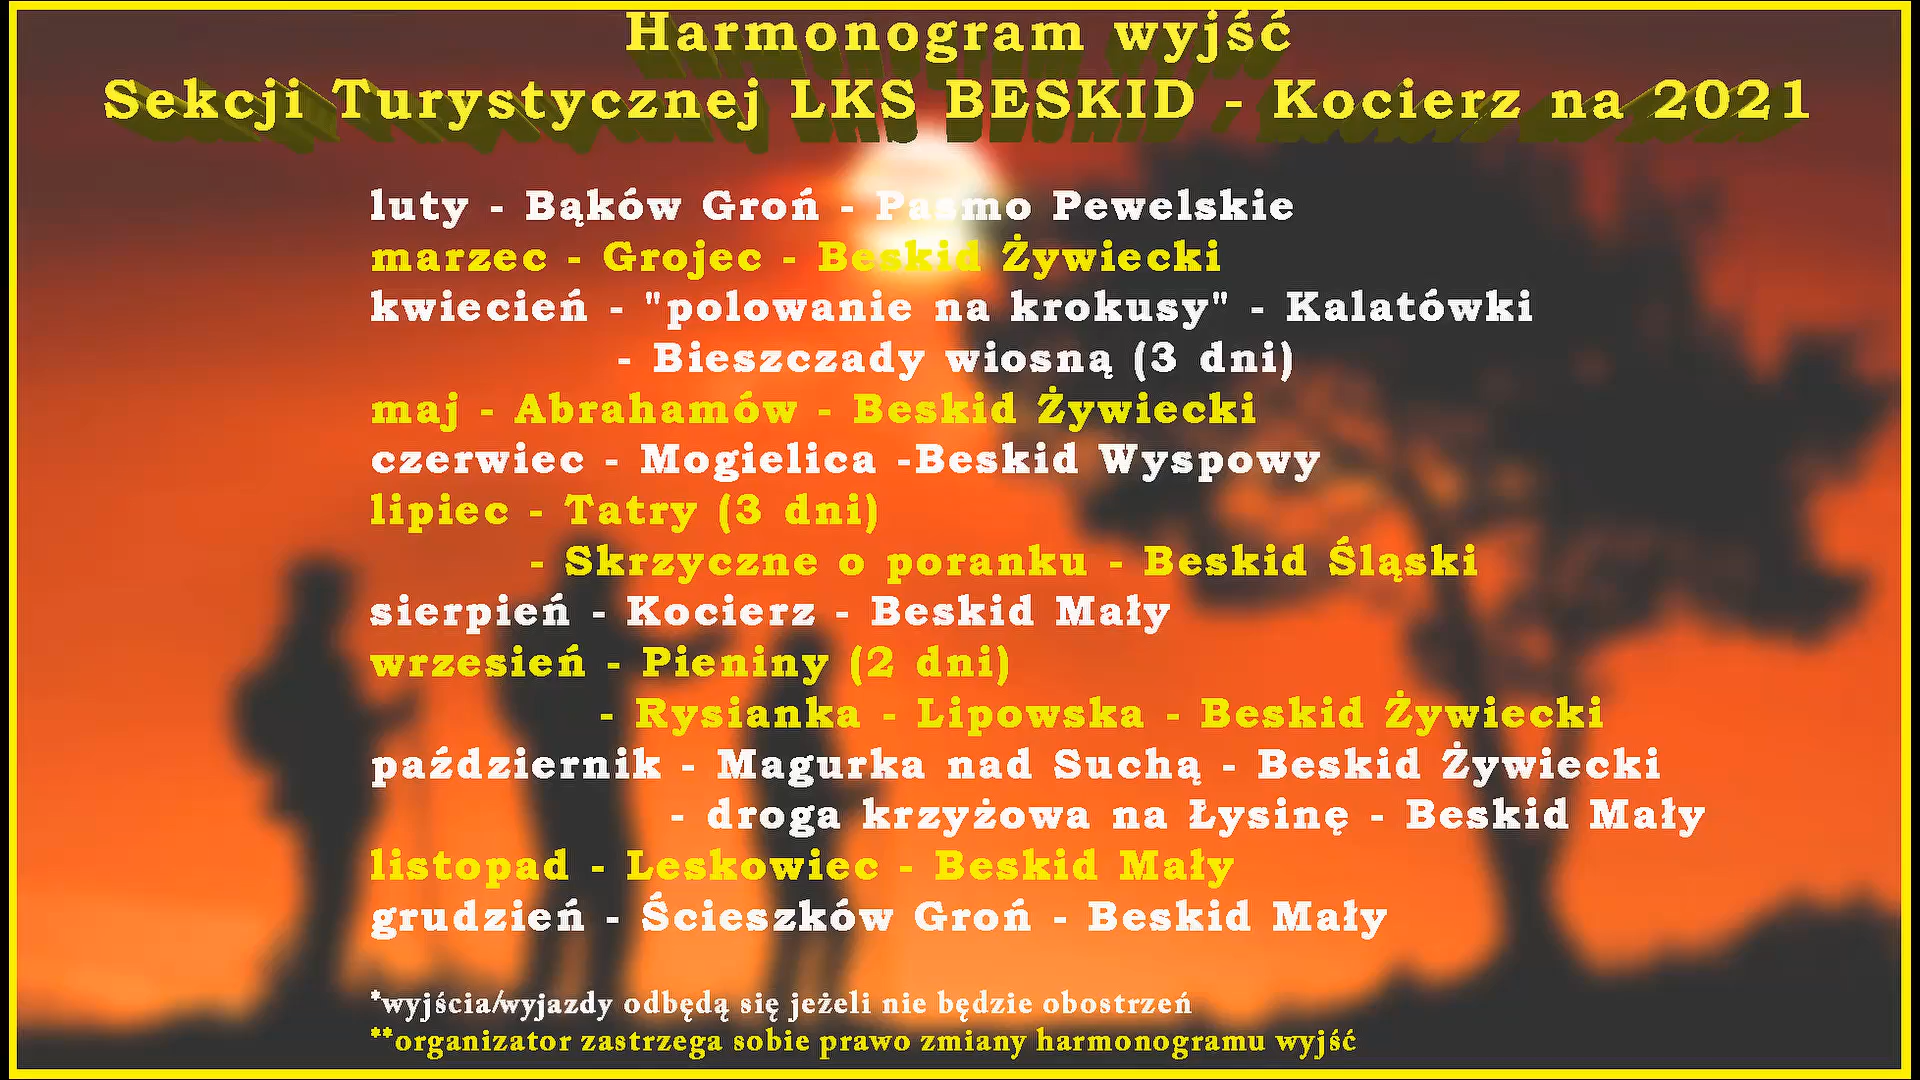 Harmonogram wyjść
Sekcji Turystycznej LKS BESKID - Kocierz na 2021
luty - Bąków Groń - Pasmo Pewelskie
marzec - Grojec - Beskid Żywiecki
kwiecień - "polowanie na krokusy" - Kalatówki
- Bieszczady wiosną (3 dni)
maj - Abrahamów - Beskid Żywiecki
czerwiec - Mogielica -Beskid Wyspowy
lipiec - Tatry (3 dni)
- Skrzyczne o poranku - Beskid Śląski
sierpień - Kocierz - Beskid Mały
wrzesień - Pieniny (2 dni)
- Rysianka - Lipowska - Beskid Żywiecki
październik - Magurka nad Suchą - Beskid Żywiecki
- droga krzyżowa na Łysinę - Beskid Mały
listopad - Leskowiec - Beskid Mały
grudzień - Ścieszków Groń - Beskid Mały
*wyjścia/wyjazdy odbędą się jeżeli nie będzie obostrzeń
**organizator zastrzega sobie prawo zmiany harmonogramu wyjść